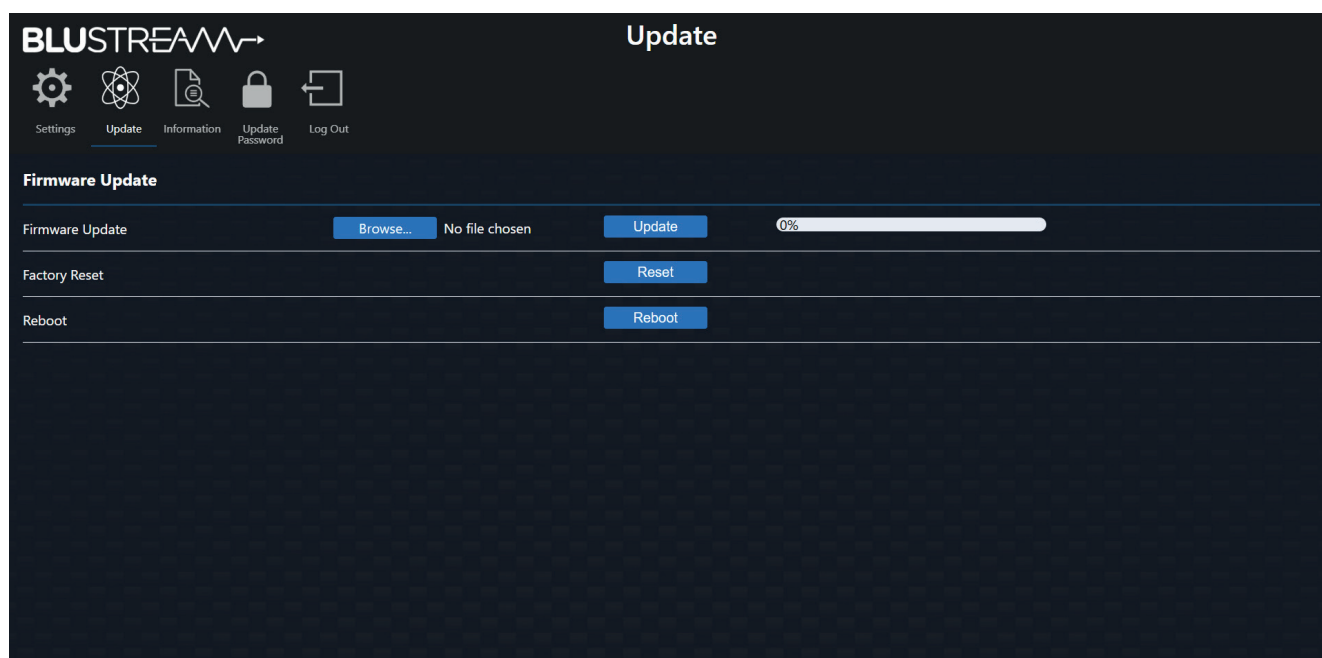 BLUSTREAM
Update
Settings
Update
Information
Update
Password
Log Out
Firmware Update
Firmware Update
Browse... No file chosen
Update
0%
Factory Reset
Reset
Reboot
Reboot